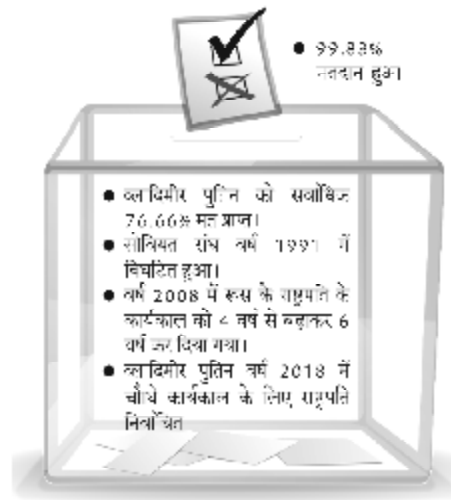 ● 99.83%
मतदान हुआ
● व्लादिमीर पुतिन को सर्वाधिक
76.66% मत प्राप्त।
● सोवियत संघ वर्ष 1991 में
विघटित हुआ।
● वर्ष 2008 में रूस के राष्ट्रपति के
कार्यकाल को 4 वर्ष से बढ़ाकर 6
वर्ष कर दिया गया।
● व्लादिमीर पुतिन वर्ष 2018 में
चौथे कार्यकाल के लिए राष्ट्रपति
निर्वाचित